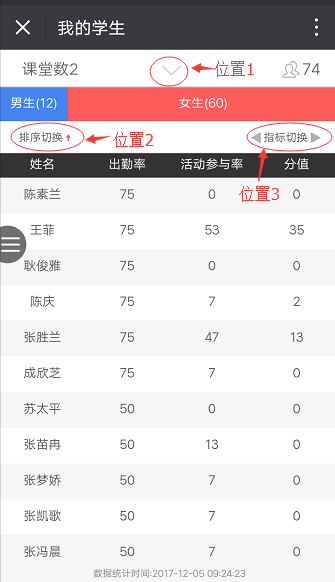 我的学生
课堂数2 位置1 74
男生(12) 女生(60)
排序切换 位置2 指标切换
位置3
姓名 出勤率 活动参与率 分值
陈素兰 75 0 0
王菲 75 53 35
耿俊雅 75 0 0
陈庆 75 7 2
张胜兰 75 47 13
成欣芝 75 7 0
苏太平 50 0 0
张苗冉 50 13 0
张梦娇 50 7 0
张凯歌 50 7 0
张冯晨 50 7 0
数据统计时间:2017-12-05 09:24:23